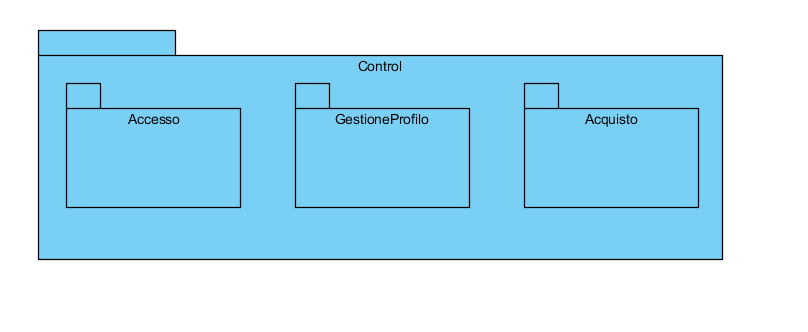 Control
Accesso
GestioneProfilo
Acquisto